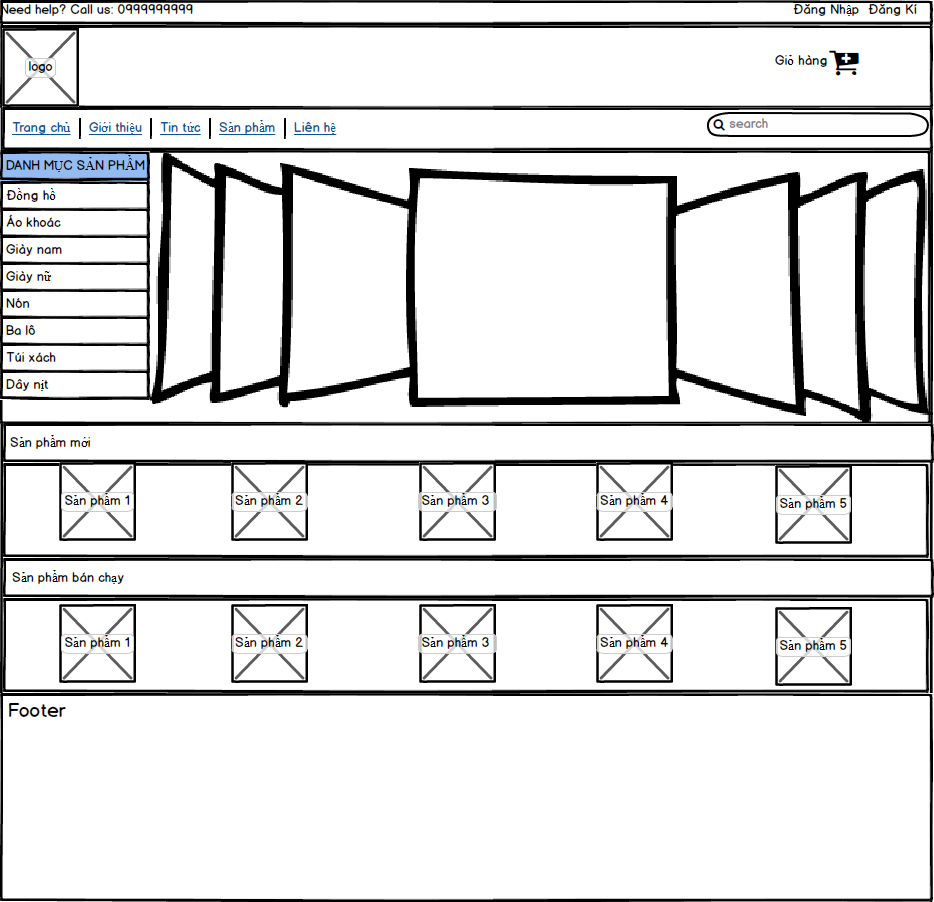 Need help? Call us: 0999999999 Đăng Nhập Đăng Kí
logo
Giỏ hàng
Trang chủ Giới thiệu Tin tức Sản phẩm Liên hệ search
DANH MỤC SẢN PHẨM
Đồng hồ
Áo khoác
Giày nam
Giày nữ
Nón
Ba lô
Túi xách
Dây nịt
Sản phẩm mới
Sản phẩm 1 Sản phẩm 2 Sản phẩm 3 Sản phẩm 4 Sản phẩm 5
Sản phẩm bán chạy
Sản phẩm 1 Sản phẩm 2 Sản phẩm 3 Sản phẩm 4 Sản phẩm 5
Footer